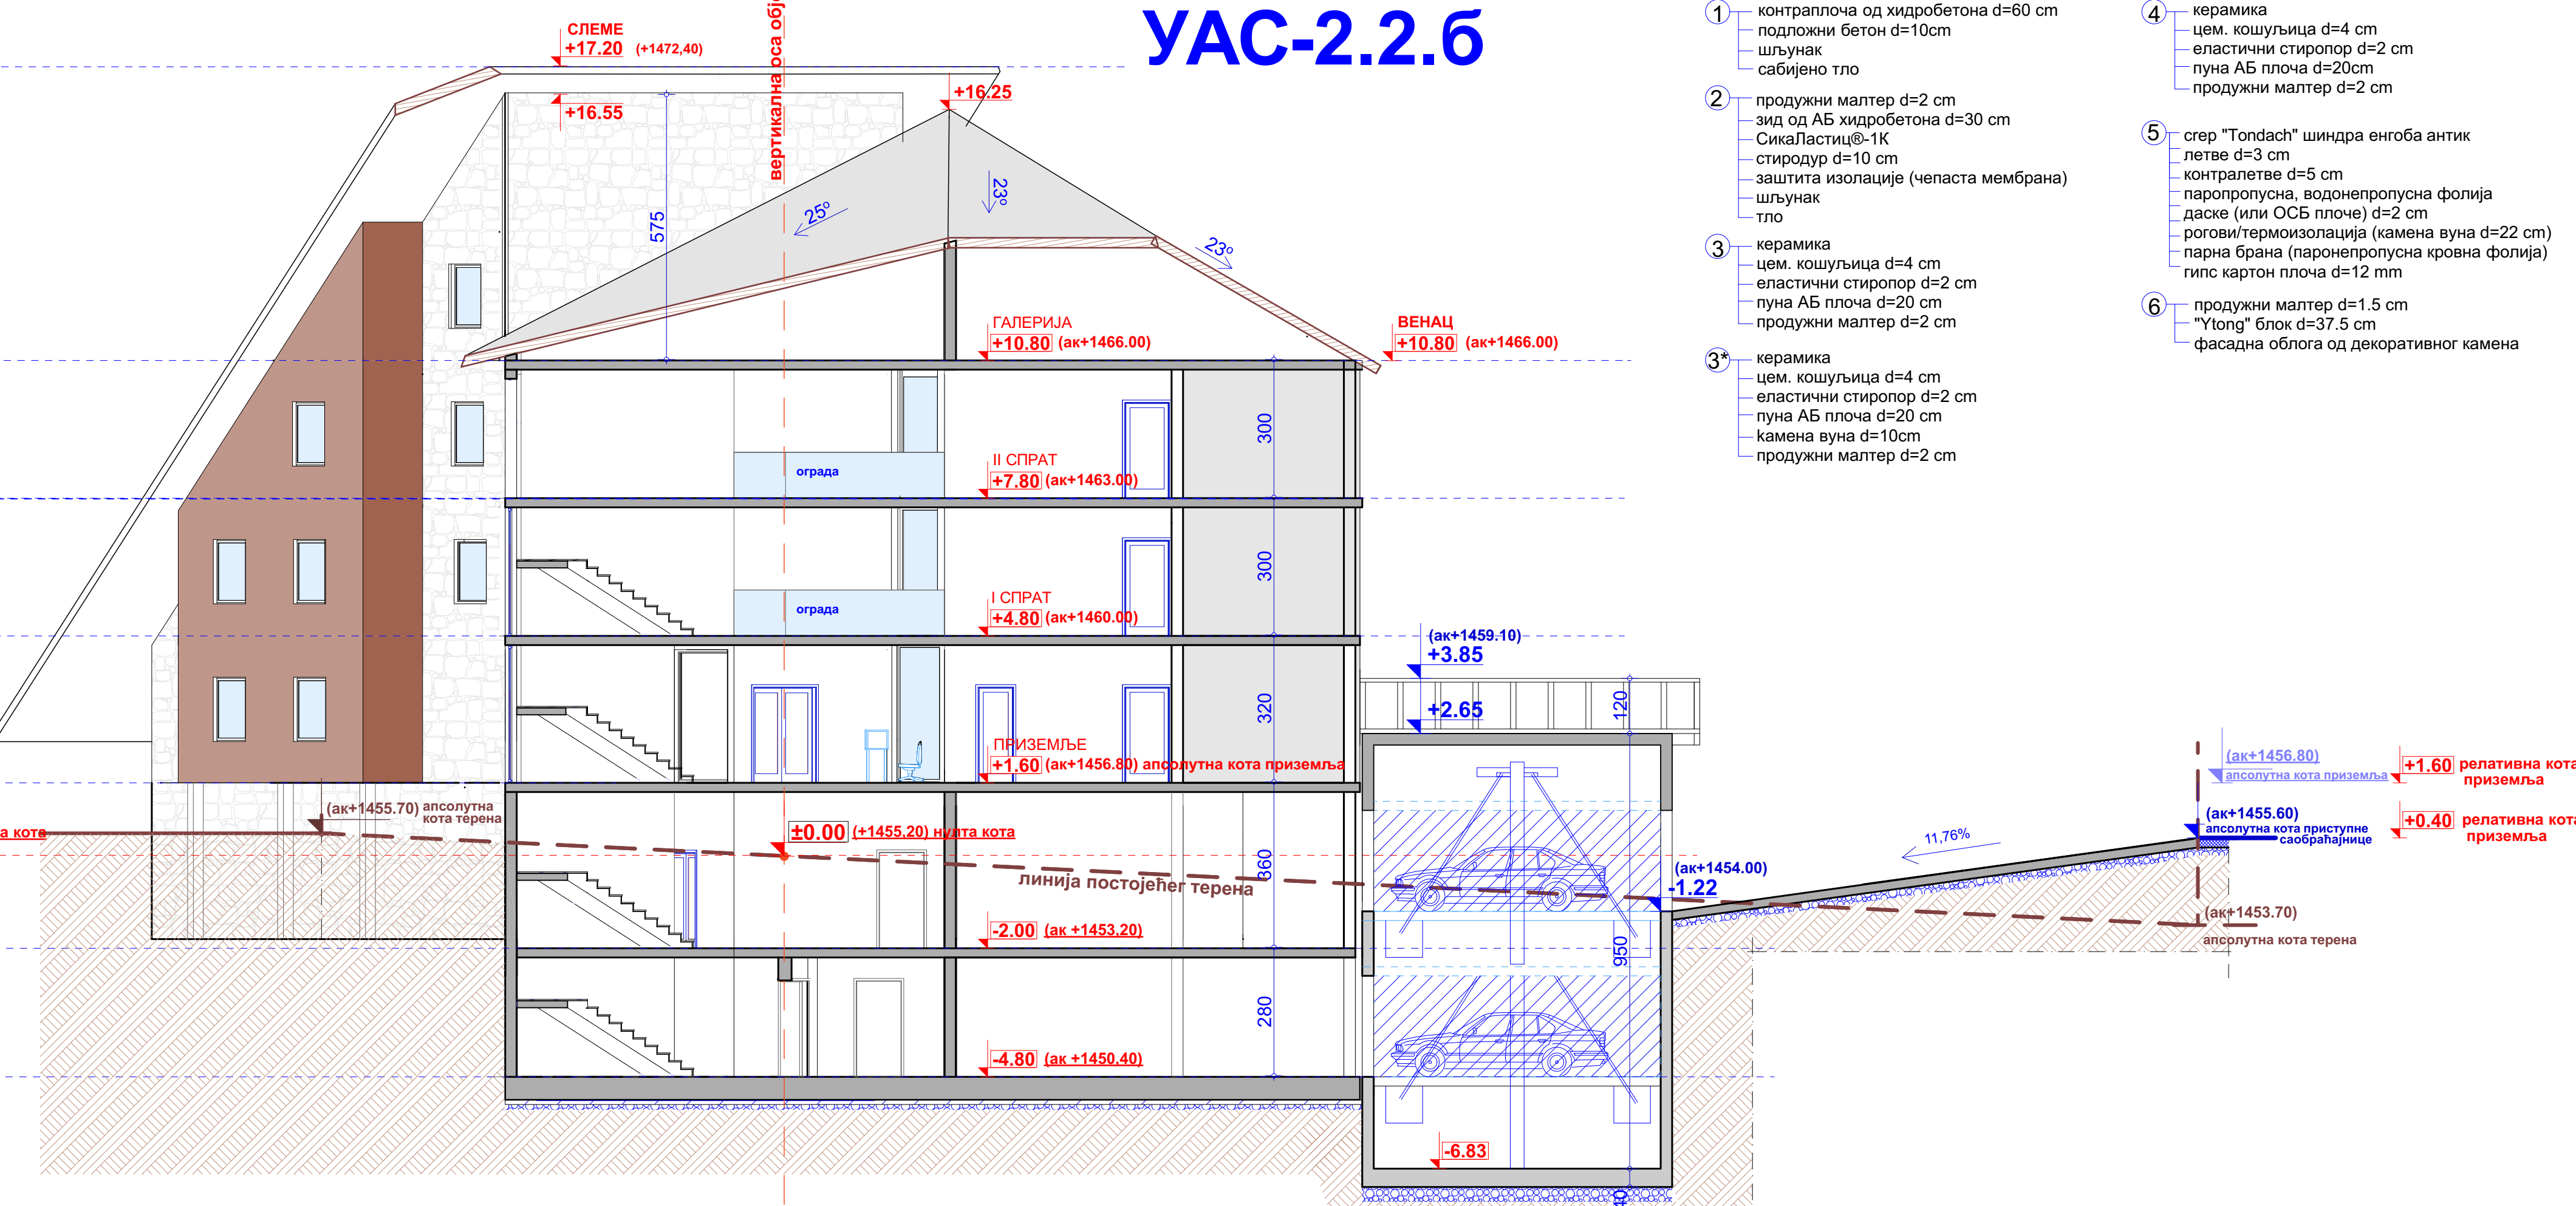 УАС-2.2.б
СЛЕМЕ
+17.20 (+1472,40)
+16.55
+16.25
575
25º
23º
23º
ГАЛЕРИЈА
+10.80 (ак+1466.00)
ВЕНАЦ
+10.80 (ак+1466.00)
300
ограда
II СПРАТ
+7.80 (ак+1463.00)
300
ограда
I СПРАТ
+4.80 (ак+1460.00)
320
(ак+1459.10)
+3.85
+2.65
120
ПРИЗЕМЉЕ
+1.60 (ак+1456.80) апсолутна кота приземља
(ак+1455.70) апсолутна
кота терена
а кота
±0.00 (+1455,20) нулта кота
360
линија постојећег терена
(ак+1454.00)
-1.22
11,76%
(ак+1456.80)
апсолутна кота приземља
+1.60 релативна кота
приземља
(ак+1455.60)
апсолутна кота приступне
саобраћајнице
+0.40 релативна кота
приземља
(ак+1453.70)
апсолутна кота терена
-2.00 (ак +1453.20)
950
280
-4.80 (ак +1450,40)
-6.83
40
вертикална оса обје
1
контраплоча од хидробетона d=60 cm
подложни бетон d=10cm
шљунак
сабијено тло
2
продужни малтер d=2 cm
зид од АБ хидробетона d=30 cm
СикаЛастиц®-1К
стиродур d=10 cm
заштита изолације (чепаста мембрана)
шљунак
тло
3
керамика
цем. кошуљица d=4 cm
еластични стиропор d=2 cm
пуна АБ плоча d=20 cm
продужни малтер d=2 cm
3*
керамика
цем. кошуљица d=4 cm
еластични стиропор d=2 cm
пуна АБ плоча d=20 cm
kамена вуна d=10cm
продужни малтер d=2 cm
4
керамика
цем. кошуљица d=4 cm
еластични стиропор d=2 cm
пуна АБ плоча d=20cm
продужни малтер d=2 cm
5
crep "Tondach" шиндра енгоба антик
летве d=3 cm
контралетве d=5 cm
паропропусна, водонепропусна фолија
даске (или ОСБ плоче) d=2 cm
рогови/термоизолација (камена вуна d=22 cm)
парна брана (паронепропусна кровна фолија)
гипс картон плоча d=12 mm
6
продужни малтер d=1.5 cm
"Ytong" блок d=37.5 cm
фасадна облога од декоративног камена